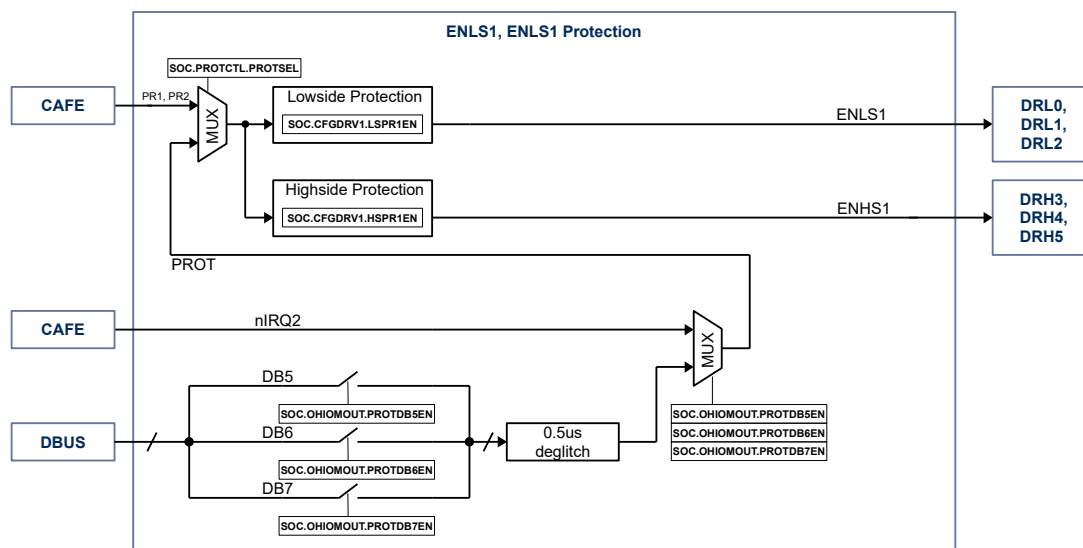 ENLS1, ENLS1 Protection
SOC.PROTCTL.PROTSEL
CAFE
PR1, PR2
MUX
Lowside Protection
SOC.CFGDRV1.LSPR1EN
ENLS1
DRL0,
DRL1,
DRL2
Highside Protection
SOC.CFGDRV1.HSPR1EN
ENHS1
DRH3,
DRH4,
DRH5
PROT
CAFE
nIRQ2
MUX
DB5
SOC.OHIOMOUT.PROTDB5EN
SOC.OHIOMOUT.PROTDB5EN
SOC.OHIOMOUT.PROTDB6EN
SOC.OHIOMOUT.PROTDB7EN
DBUS
DB6
SOC.OHIOMOUT.PROTDB6EN
0.5us
deglitch
DB7
SOC.OHIOMOUT.PROTDB7EN